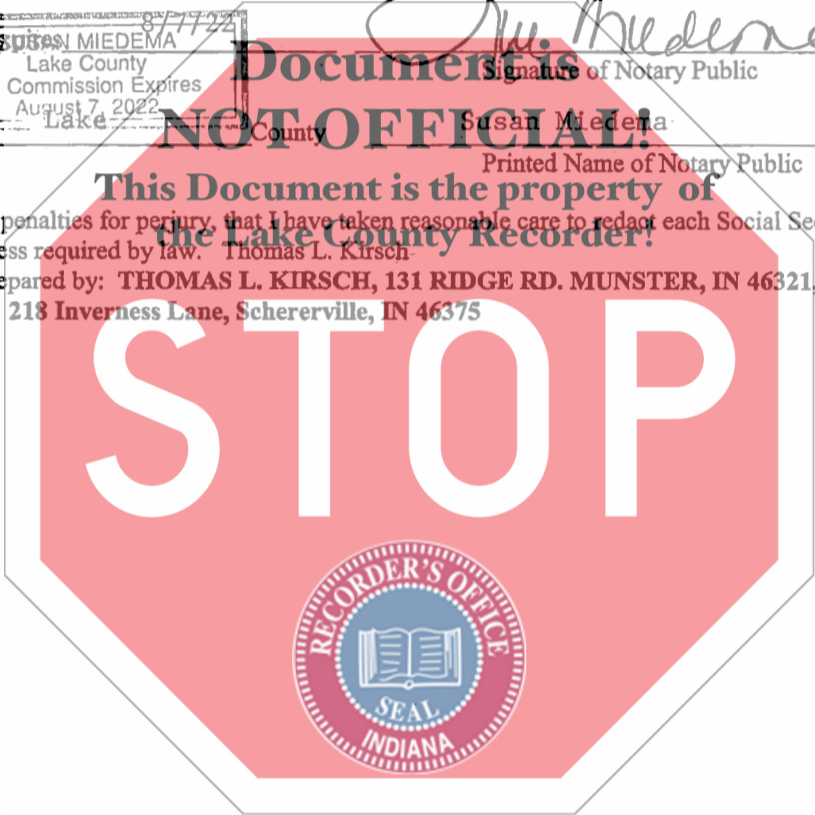 8/7/22
SUSAN MIEDEMA
Lake County
Commission Expires
August 7, 2022
Lake County
Signature of Notary Public
Susan Miedema
Printed Name of Notary Public
Document is
NOT OFFICIAL!
This Document is the property of
the Lake County Recorder!
penalties for perjury, that I have taken reasonable care to redact each Social Se
ess required by law. Thomas L. Kirsch
epared by: THOMAS L. KIRSCH, 131 RIDGE RD. MUNSTER, IN 46321,
218 Inverness Lane, Schererville, IN 46375
STOP
RECORDER'S OFFICE
SEAL
INDIANA